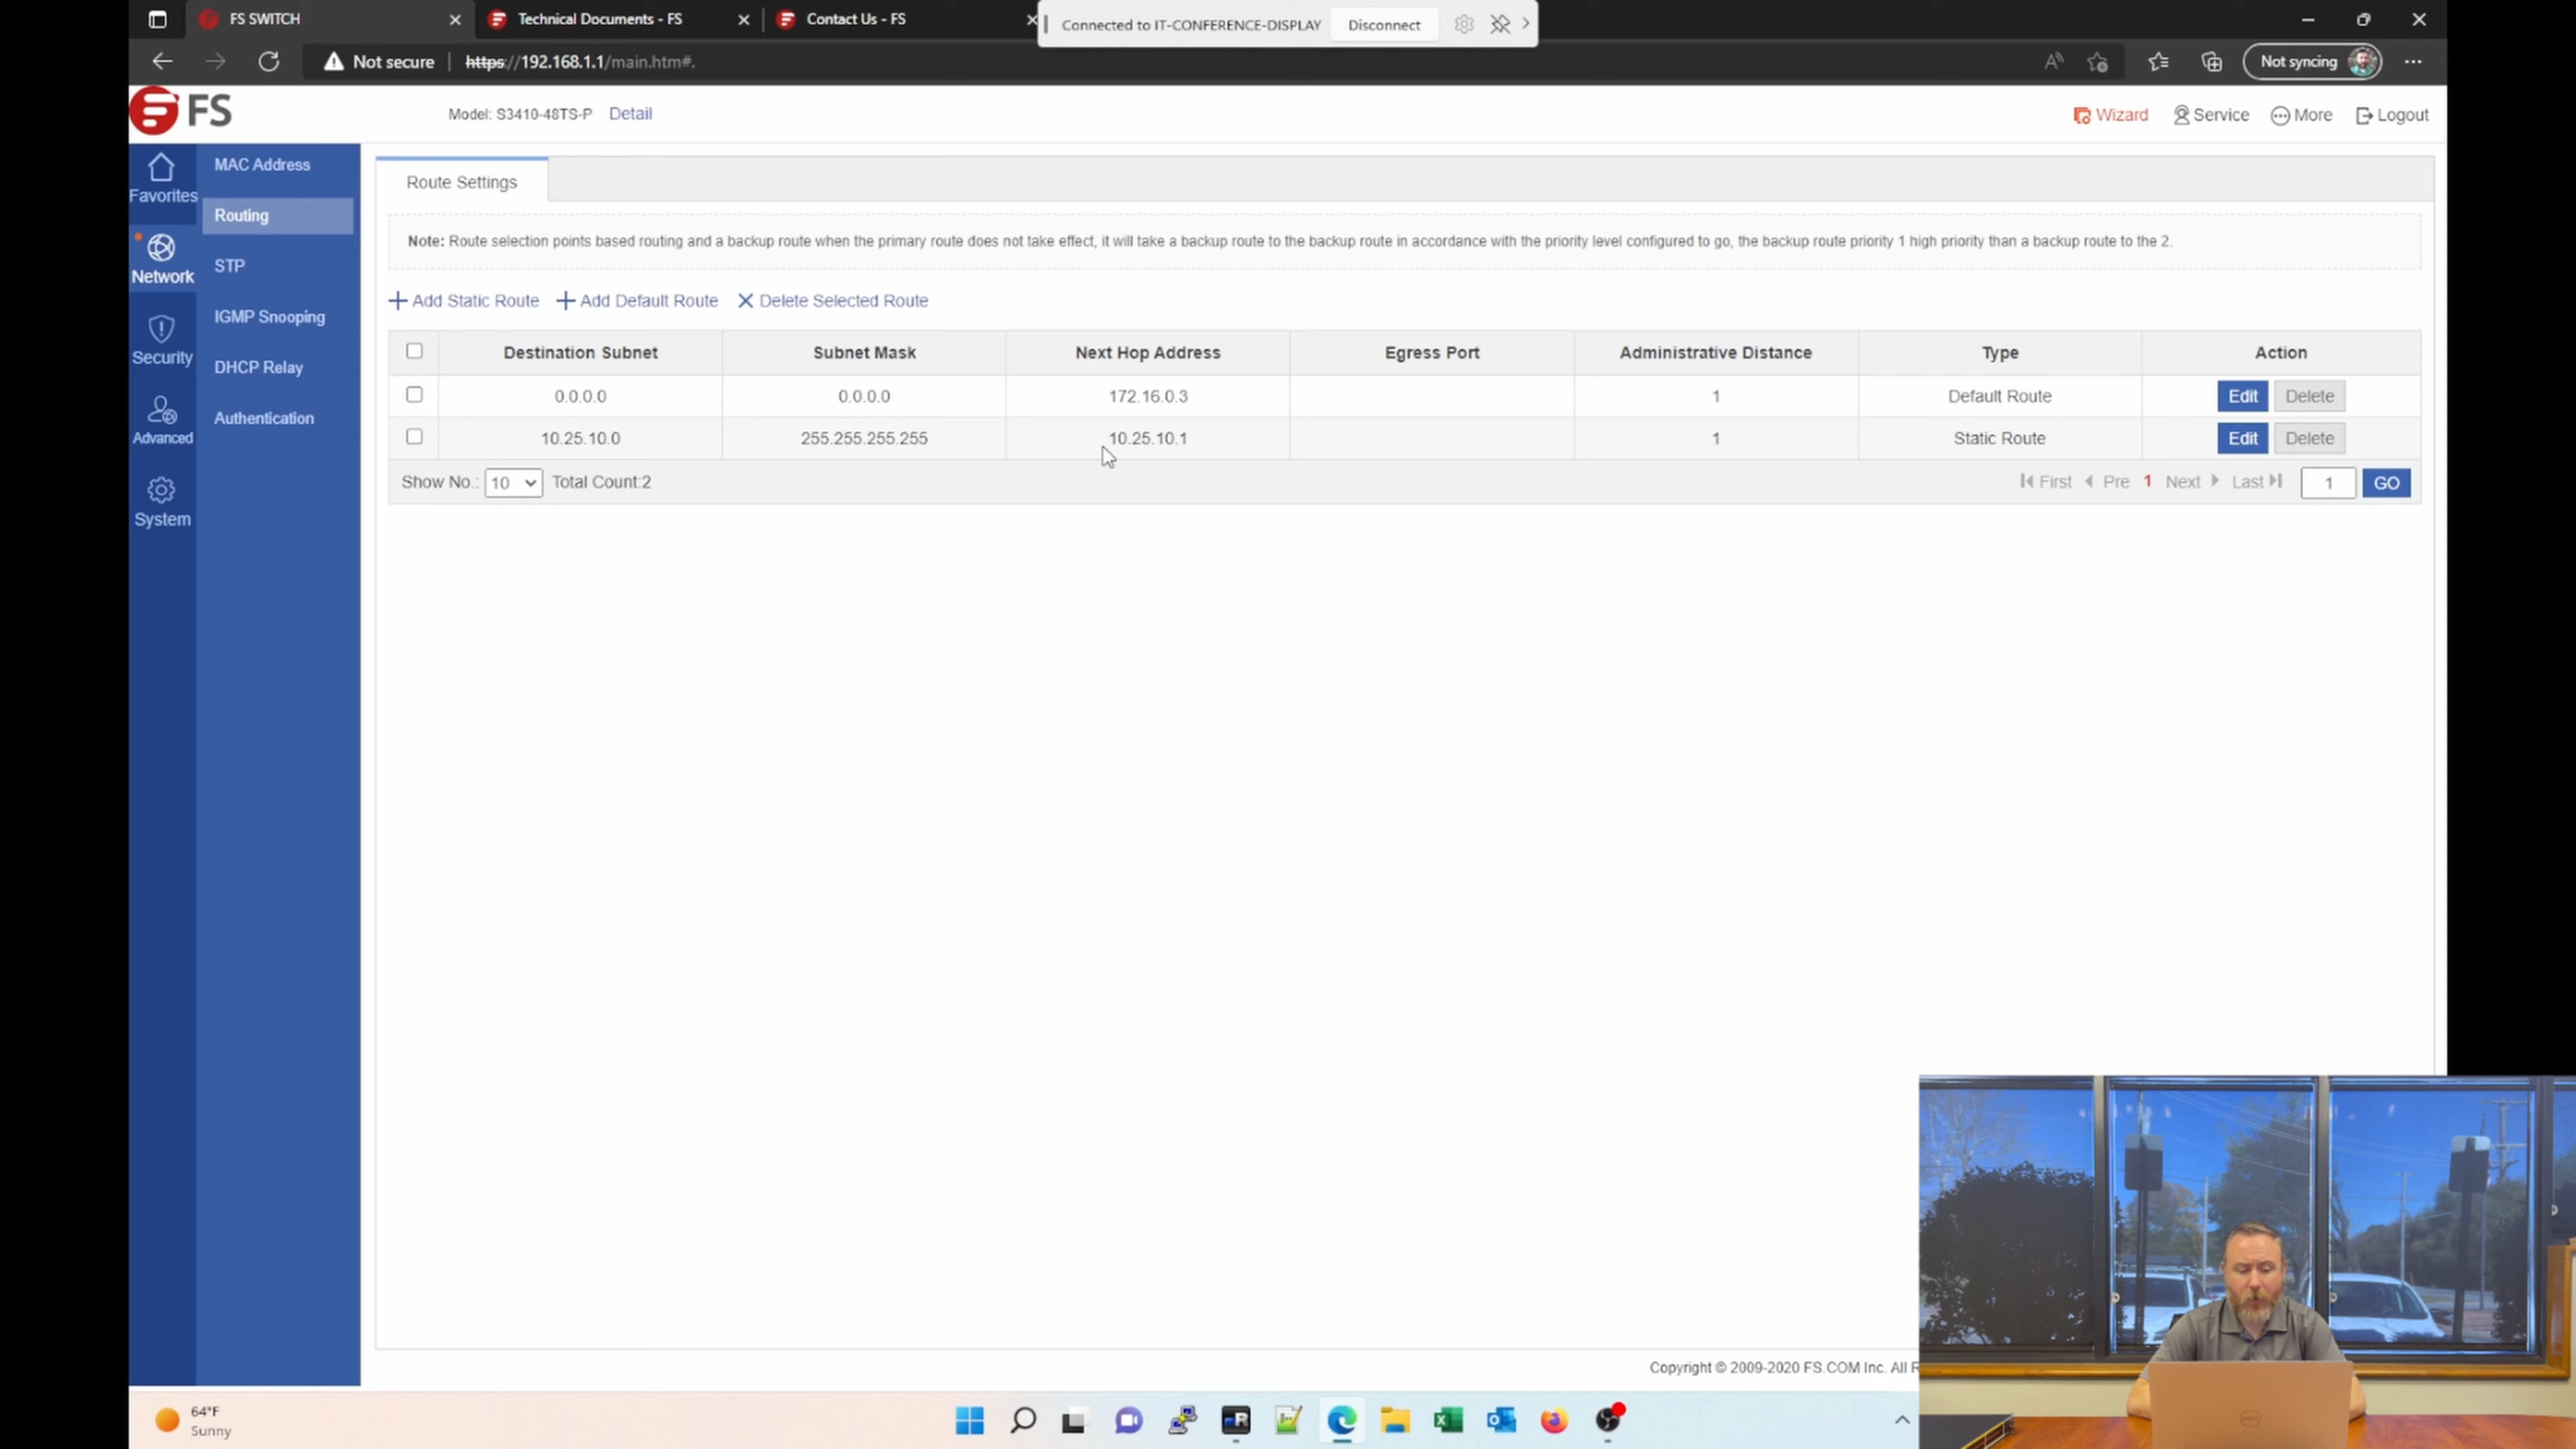 FS SWITCH
Technical Documents - FS
Contact Us - FS
Connected to IT-CONFERENCE-DISPLAY
Disconnect
Not secure
https://192.168.1.1/main.htm#.
Not syncing
FS
Model: S3410-48TS-P
Detail
Wizard
Service
More
Logout
Favorites
Network
Security
Advanced
System
MAC Address
Routing
STP
IGMP Snooping
DHCP Relay
Authentication
Route Settings
Note: Route selection points based routing and a backup route when the primary route does not take effect, it will take a backup route to the backup route in accordance with the priority level configured to go, the backup route priority 1 high priority than a backup route to the 2.
Add Static Route
Add Default Route
Delete Selected Route
Destination Subnet Subnet Mask Next Hop Address Egress Port Administrative Distance Type Action
0.0.0.0 0.0.0.0 172.16.0.3 1 Default Route Edit Delete
10.25.10.0 255.255.255.255 10.25.10.1 1 Static Route Edit Delete
Show No.: 10 Total Count:2 First Pre 1 Next Last 1 GO
Copyright © 2009-2020 FS.COM Inc. All R
64°F
Sunny